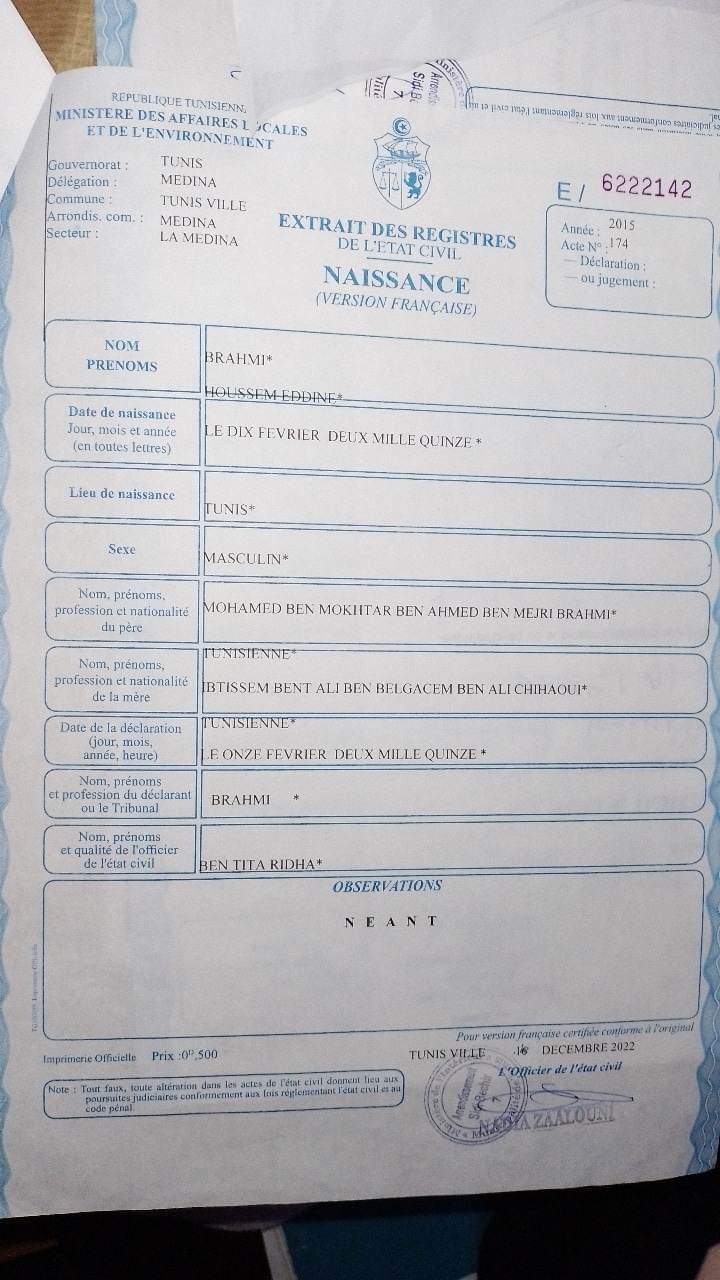 REPUBLIQUE TUNISIENNE
MINISTERE DES AFFAIRES LOCALES
ET DE L'ENVIRONNEMENT
Gouvernorat : TUNIS
Délégation : MEDINA
Commune : TUNIS VILLE
Arrondis. com. : MEDINA
Secteur : LA MEDINA
EXTRAIT DES REGISTRES
DE L'ETAT CIVIL
NAISSANCE
(VERSION FRANÇAISE)
E / 6222142
Année : 2015
Acte N° : 174
— Déclaration :
— ou jugement :
NOM
PRENOMS
BRAHMI*
HOUSSEM EDDINE*
Date de naissance
Jour, mois et année
(en toutes lettres)
LE DIX FEVRIER DEUX MILLE QUINZE *
Lieu de naissance
TUNIS*
Sexe
MASCULIN*
Nom, prénoms,
profession et nationalité
du père
MOHAMED BEN MOKHTAR BEN AHMED BEN MEJRI BRAHMI*
TUNISIENNE*
Nom, prénoms,
profession et nationalité
de la mère
IBTISSEM BENT ALI BEN BELGACEM BEN ALI CHIHAOUI*
TUNISIENNE*
Date de la déclaration
(jour, mois,
année, heure)
LE ONZE FEVRIER DEUX MILLE QUINZE *
Nom, prénoms
et profession du déclarant
ou le Tribunal
BRAHMI *
Nom, prénoms
et qualité de l'officier
de l'état civil
BEN TITA RIDHA*
OBSERVATIONS
N E A N T
Pour version française certifiée conforme à l'original
Imprimerie Officielle Prix :0ᴰ,500
TUNIS VILLE .16 DECEMBRE 2022
L'Officier de l'état civil
Note : Tout faux, toute altération dans les actes de l'état civil donnent lieu aux
poursuites judiciaires conformement aux lois réglementant l'état civil et au
code pénal.
ZAALOUNI